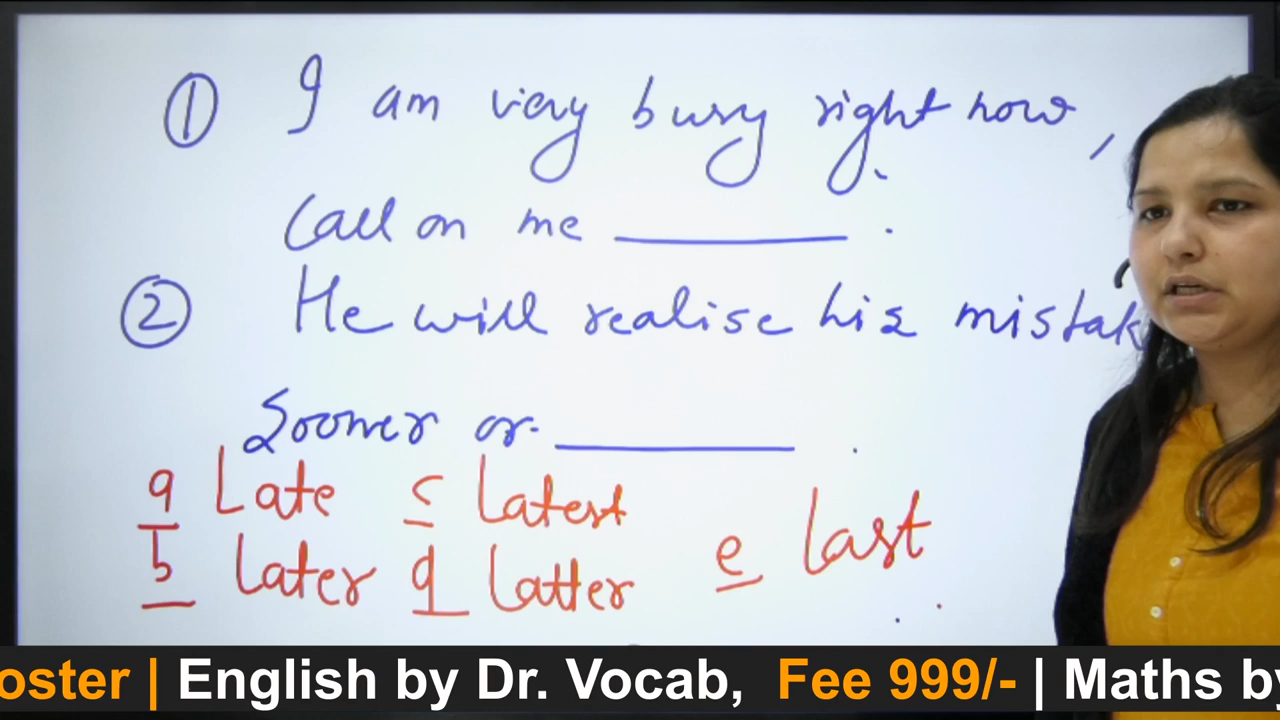 ① I am very busy right now,
Call on me ________ .
② He will realise his mistak
Sooner or ________ .
a Late c latest
b later d latter e last
oster | English by Dr. Vocab, Fee 999/- | Maths by